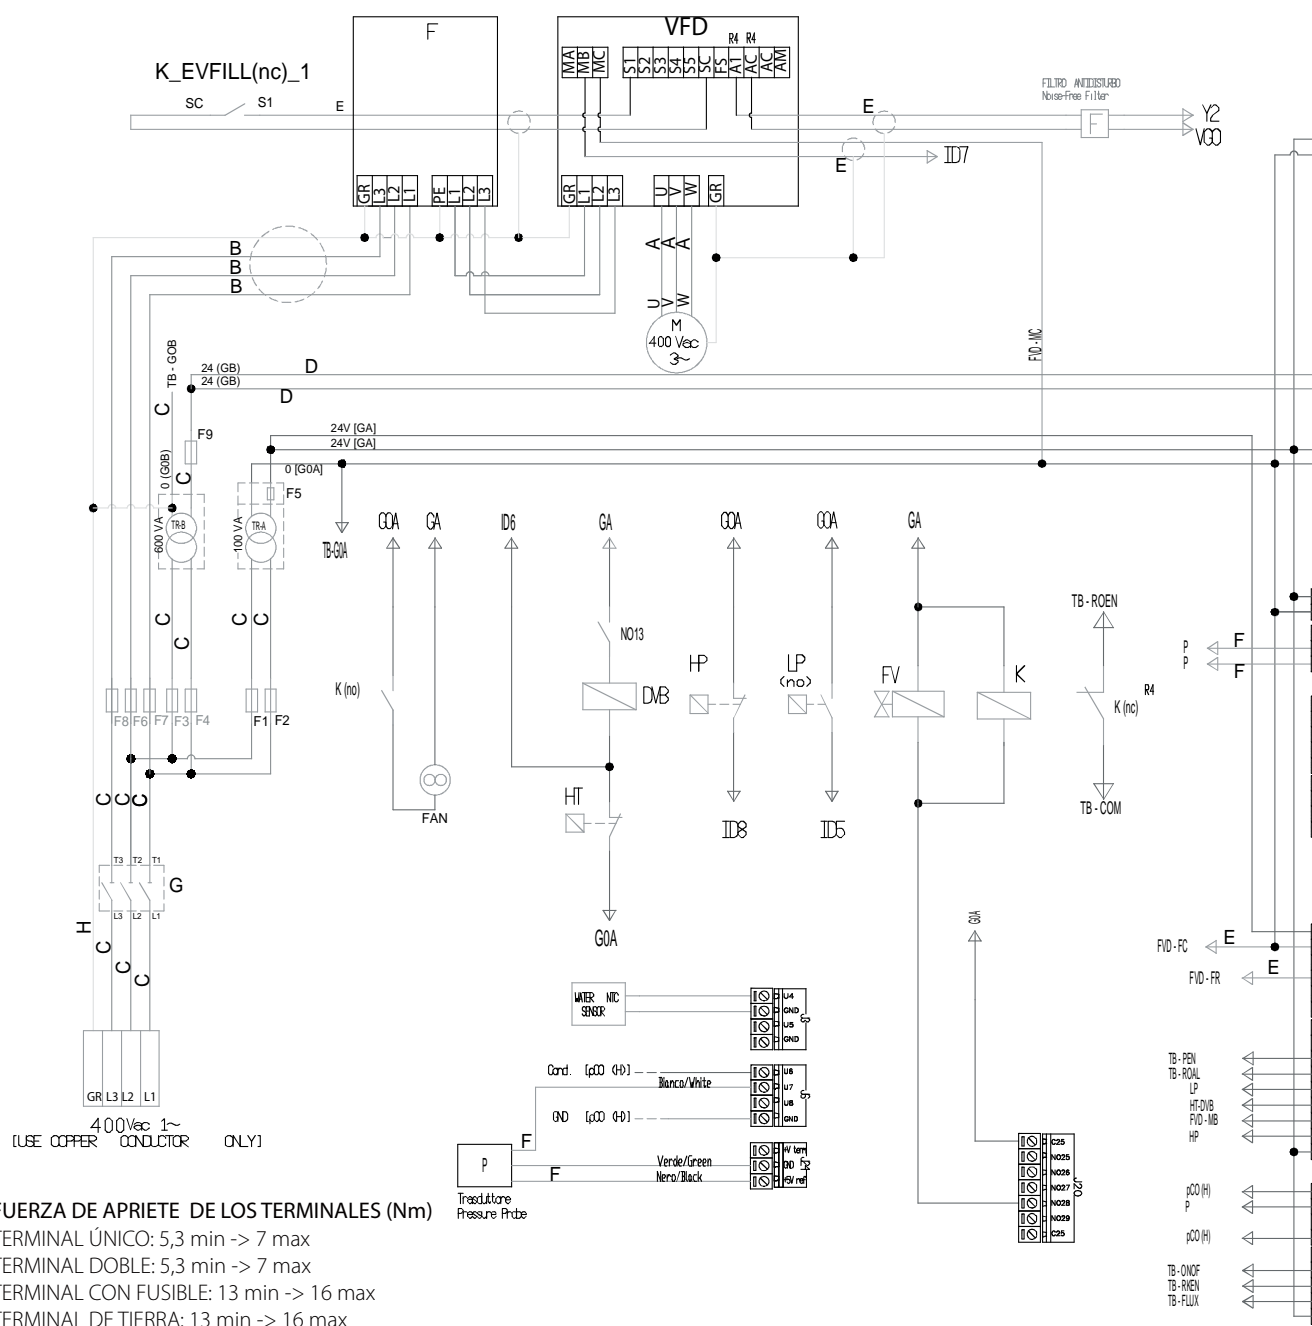 F
VFD
K_EVFILL(nc)_1
SC
S1
E
MA
MB
MC
S1
S2
S3
S4
S5
SC
FS
A1
AC
AC
AM
R4 R4
FILTRO ANTIDISTURBO
Noise-Free Filter
F
E
Y2
VG0
E
ID7
GR
L3
L2
L1
PE
L1
L2
L3
GR
L1
L2
L3
U
V
W
GR
B
B
B
A
A
A
U
V
W
M
400 Vac
3~
FVD - MC
TB - GOB
24 (GB)
24 (GB)
D
D
C
F9
24V [GA]
24V [GA]
0 (G0B)
C
0 [G0A]
F5
600 VA
TR-B
100 VA
TR-A
TB-G0A
G0A
GA
ID6
GA
G0A
G0A
GA
C
C
C
C
NO13
HP
LP
(no)
FV
K
TB - ROEN
K (no)
DVB
K (nc)
R4
P
P
F
F
F8
F6
F7
F3
F4
F1
F2
FAN
HT
ID8
ID5
TB - COM
C
C
C
T3
T2
T1
G
L3
L2
L1
H
C
C
C
G0A
G0A
FVD - FC
E
FVD - FR
E
WATER NTC
SENSOR
U4
GND
U5
GND
J3
Cond. [pCO (H)]
Bianco/White
GND [pCO (H)]
U6
U7
U8
GND
J5
TB - PEN
TB - ROAL
LP
HT-DVB
FVD - MB
HP
GR
L3
L2
L1
400Vac 1~
[USE COPPER CONDUCTOR ONLY]
P
F
F
Verde/Green
Nero/Black
+V term
GND
+5V ref
Trasduttore
Pressure Probe
C25
NO25
NO26
NO27
NO28
NO29
C25
J20
pCO (H)
P
pCO (H)
TB - ONOF
TB - RKEN
TB - FLUX
FUERZA DE APRIETE DE LOS TERMINALES (Nm)
TERMINAL ÚNICO: 5,3 min -> 7 max
TERMINAL DOBLE: 5,3 min -> 7 max
TERMINAL CON FUSIBLE: 13 min -> 16 max
TERMINAL DE TIERRA: 13 min -> 16 max